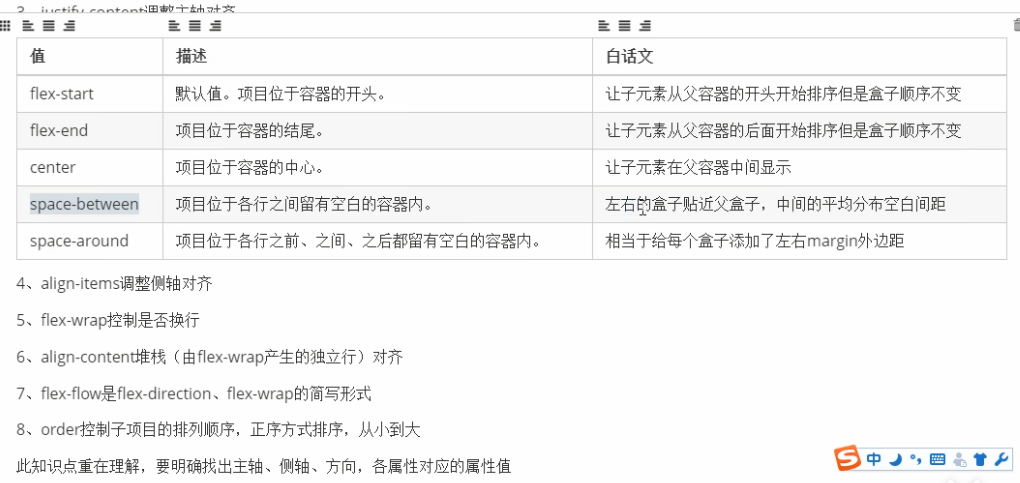 3、justify-content调整主轴对齐
值 描述 白话文
flex-start 默认值。项目位于容器的开头。 让子元素从父容器的开头开始排序但是盒子顺序不变
flex-end 项目位于容器的结尾。 让子元素从父容器的后面开始排序但是盒子顺序不变
center 项目位于容器的中心。 让子元素在父容器中间显示
space-between 项目位于各行之间留有空白的容器内。 左右的盒子贴近父盒子，中间的平均分布空白间距
space-around 项目位于各行之前、之间、之后都留有空白的容器内。 相当于给每个盒子添加了左右margin外边距
4、align-items调整侧轴对齐
5、flex-wrap控制是否换行
6、align-content堆栈（由flex-wrap产生的独立行）对齐
7、flex-flow是flex-direction、flex-wrap的简写形式
8、order控制子项目的排列顺序，正序方式排序，从小到大
此知识点重在理解，要明确找出主轴、侧轴、方向，各属性对应的属性值
S中